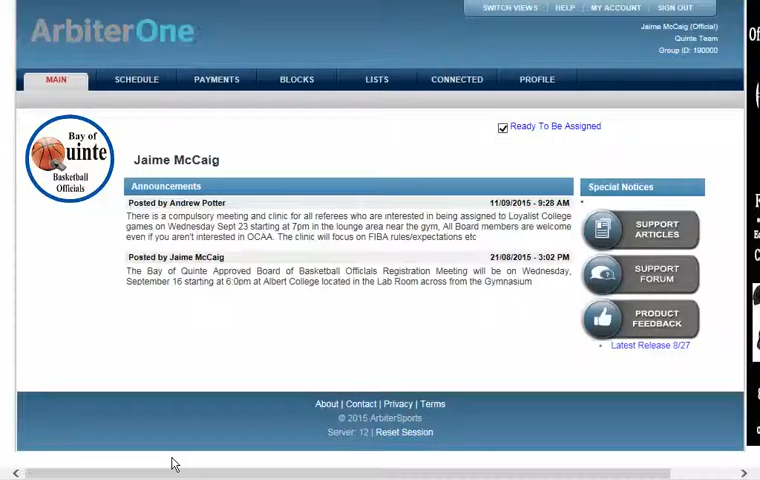 SWITCH VIEWS | HELP | MY ACCOUNT | SIGN OUT
ArbiterOne
Jaime McCaig (Official)
Quinte Team
Group ID: 190000
MAIN SCHEDULE PAYMENTS BLOCKS LISTS CONNECTED PROFILE
Bay of
uinte
Basketball
Officials
Ready To Be Assigned
Jaime McCaig
Announcements
Posted by Andrew Potter 11/09/2015 - 9:28 AM
There is a compulsory meeting and clinic for all referees who are interested in being assigned to Loyalist College
games on Wednesday Sept 23 starting at 7pm in the lounge area near the gym, All Board members are welcome
even if you aren't interested in OCAA. The clinic will focus on FIBA rules/expectations etc
Posted by Jaime McCaig 21/08/2015 - 3:02 PM
The Bay of Quinte Approved Board of Basketball Officials Registration Meeting will be on Wednesday,
September 16 starting at 6:0pm at Albert College located in the Lab Room across from the Gymnasium
Special Notices
SUPPORT
ARTICLES
SUPPORT
FORUM
PRODUCT
FEEDBACK
Latest Release 8/27
About | Contact | Privacy | Terms
© 2015 ArbiterSports
Server: 12 | Reset Session